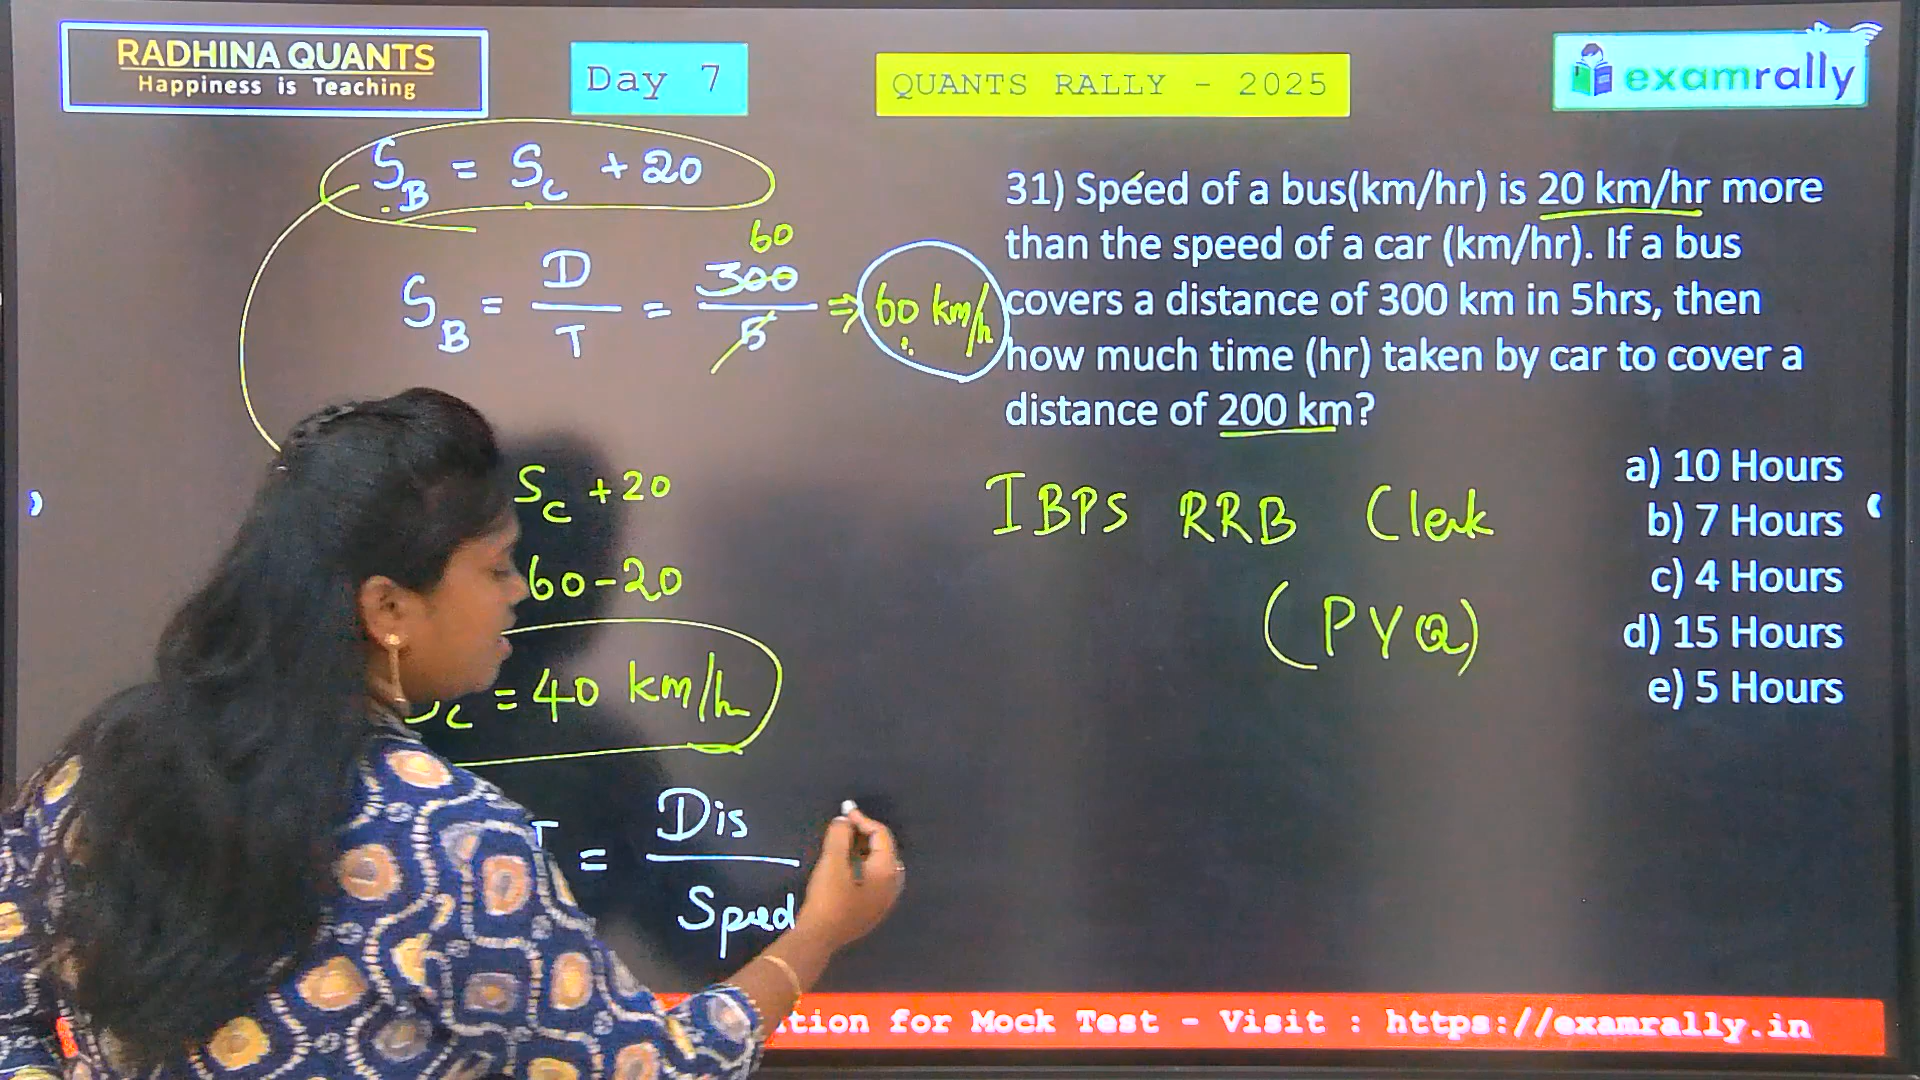 RADHINA QUANTS
Happiness is Teaching
Day 7
QUANTS RALLY - 2025
examrally
S_B = S_C + 20
S_B = D/T = 300/5 ⇒ 60 km/h
60
S_C + 20
60-20
= 40 km/h
= Dis/Speed
31) Speed of a bus(km/hr) is 20 km/hr more
than the speed of a car (km/hr). If a bus
covers a distance of 300 km in 5hrs, then
how much time (hr) taken by car to cover a
distance of 200 km?
a) 10 Hours
b) 7 Hours
c) 4 Hours
d) 15 Hours
e) 5 Hours
IBPS RRB Clerk
(PYQ)
for Mock Test - Visit : https://examrally.in